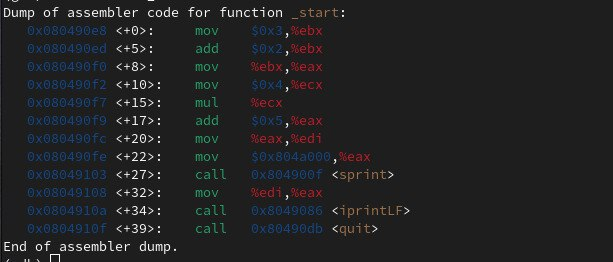 Dump of assembler code for function _start:
0x080490e8 <+0>: mov $0x3,%ebx
0x080490ed <+5>: add $0x2,%ebx
0x080490f0 <+8>: mov %ebx,%eax
0x080490f2 <+10>: mov $0x4,%ecx
0x080490f7 <+15>: mul %ecx
0x080490f9 <+17>: add $0x5,%eax
0x080490fc <+20>: mov %eax,%edi
0x080490fe <+22>: mov $0x804a000,%eax
0x08049103 <+27>: call 0x804900f <sprint>
0x08049108 <+32>: mov %edi,%eax
0x0804910a <+34>: call 0x8049086 <iprintLF>
0x0804910f <+39>: call 0x80490db <quit>
End of assembler dump.